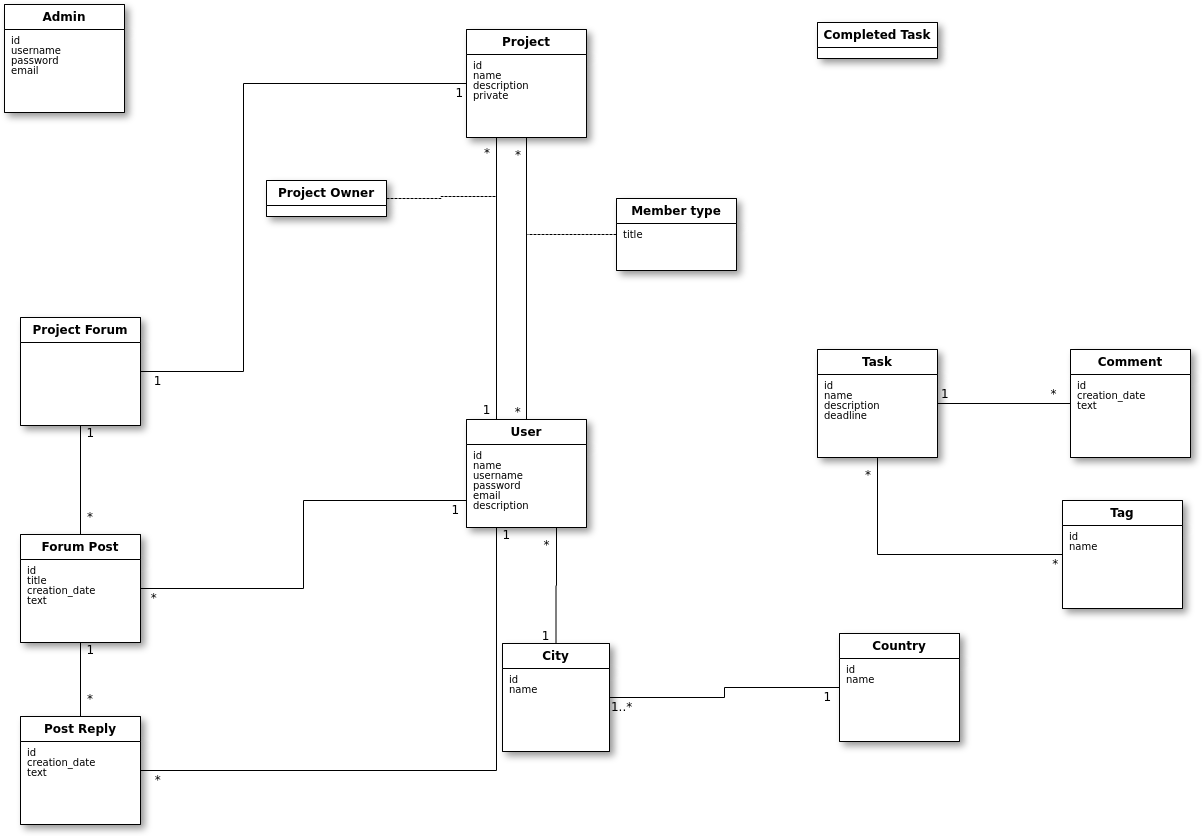 Admin
id
username
password
email
Project
id
name
description
private
1
*
*
Completed Task
Project Owner
Member type
title
Project Forum
1
1
1
*
User
id
name
username
password
email
description
1
1
*
Task
id
name
description
deadline
1
*
*
Comment
id
creation_date
text
Tag
id
name
*
*
Forum Post
id
title
creation_date
text
*
1
1
City
id
name
1..*
Country
id
name
1
*
Post Reply
id
creation_date
text
*